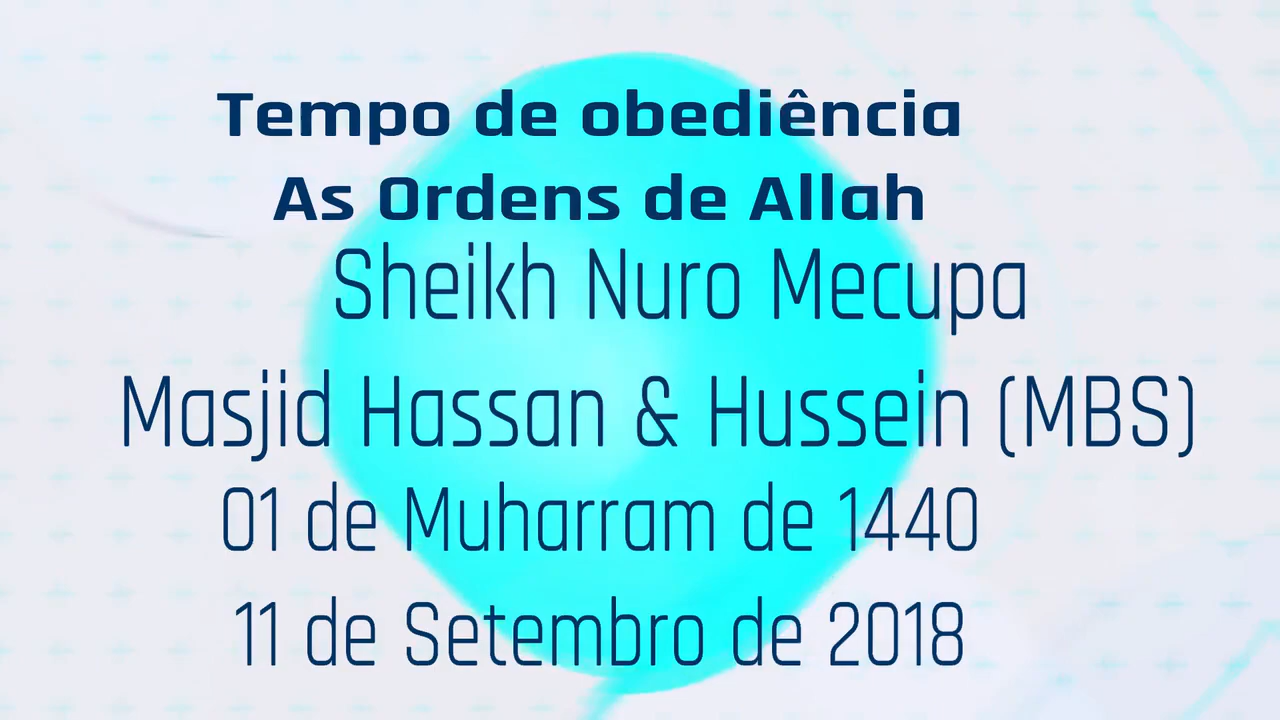 Tempo de obediência
As Ordens de Allah
Sheikh Nuro Mecupa
Masjid Hassan & Hussein (MBS)
01 de Muharram de 1440
11 de Setembro de 2018